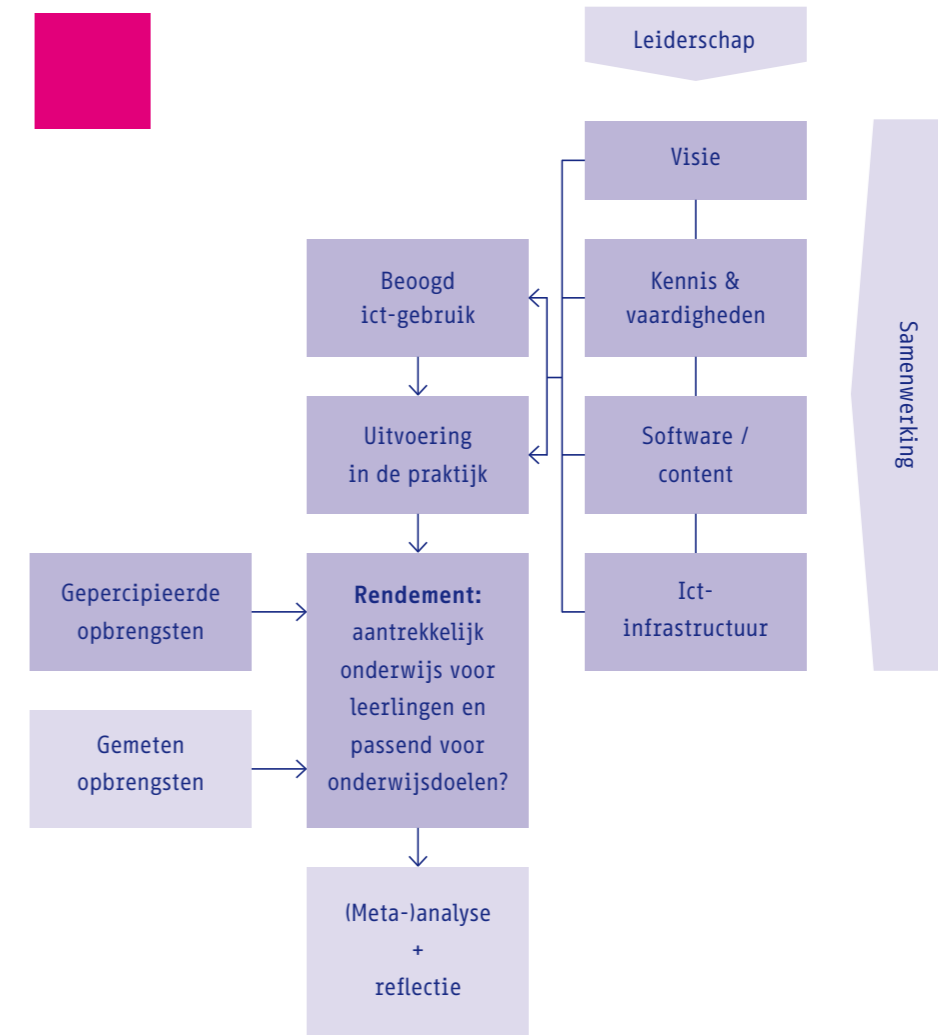 Leiderschap
Visie
Kennis &
vaardigheden
Software /
content
Ict-
infrastructuur
Samenwerking
Beoogd
ict-gebruik
Uitvoering
in de praktijk
Gepercipieerde
opbrengsten
Gemeten
opbrengsten
Rendement:
aantrekkelijk
onderwijs voor
leerlingen en
passend voor
onderwijsdoelen?
(Meta-)analyse
+
reflectie